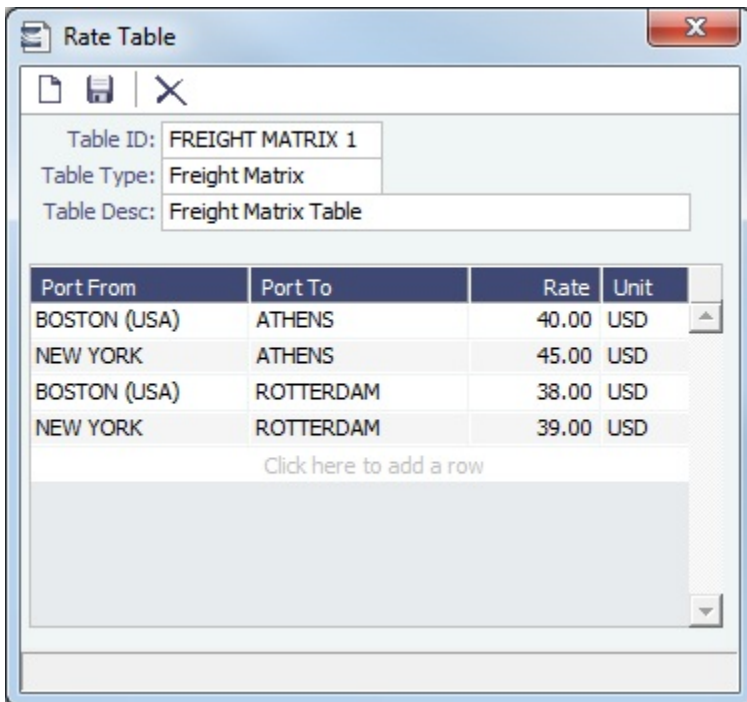 Rate Table
Table ID: FREIGHT MATRIX 1
Table Type: Freight Matrix
Table Desc: Freight Matrix Table
Port From Port To Rate Unit
BOSTON (USA) ATHENS 40.00 USD
NEW YORK ATHENS 45.00 USD
BOSTON (USA) ROTTERDAM 38.00 USD
NEW YORK ROTTERDAM 39.00 USD
Click here to add a row